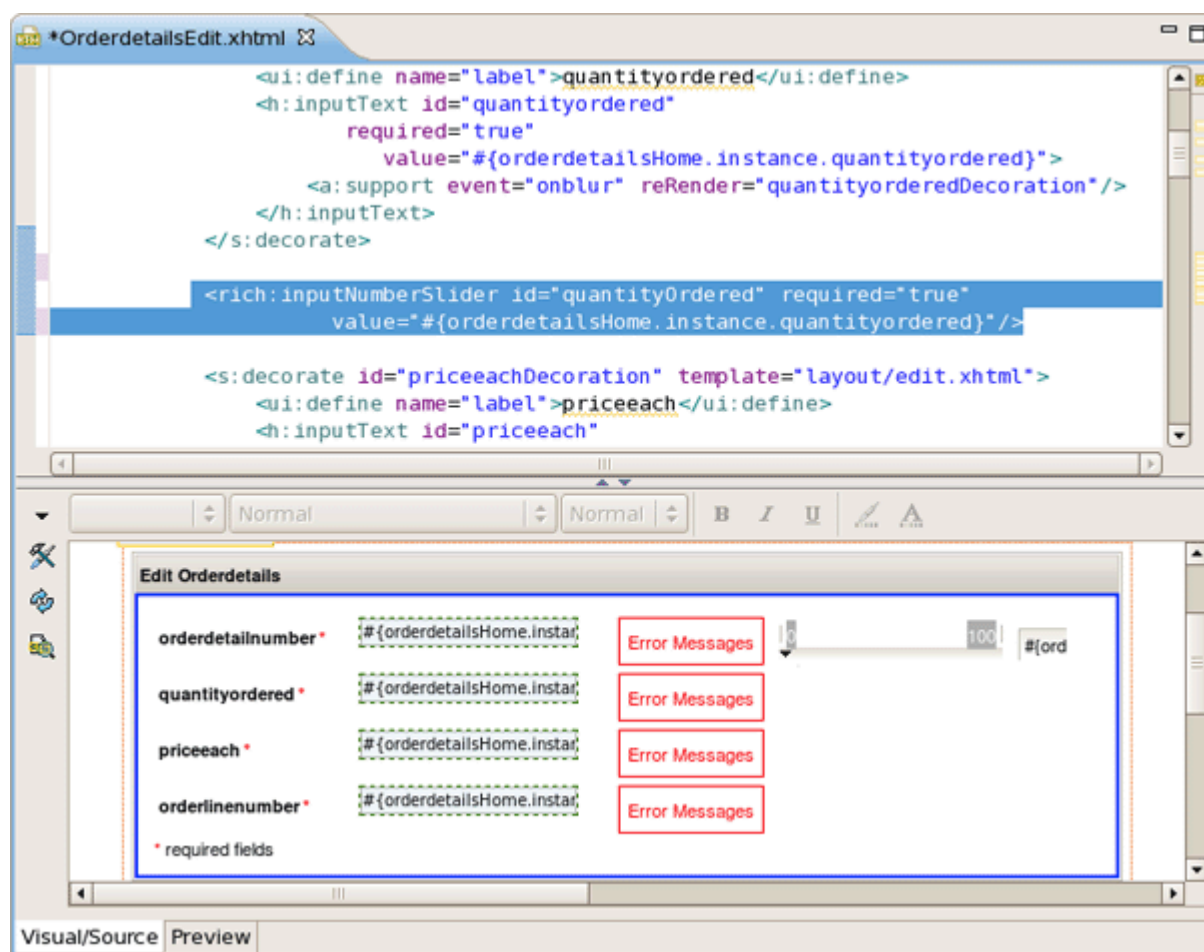 *OrderdetailsEdit.xhtml
<ui:define name="label">quantityordered</ui:define>
<h:inputText id="quantityordered"
required="true"
value="#{orderdetailsHome.instance.quantityordered}">
<a:support event="onblur" reRender="quantityorderedDecoration"/>
</h:inputText>
</s:decorate>
<rich:inputNumberSlider id="quantityOrdered" required="true"
value="#{orderdetailsHome.instance.quantityordered}"/>
<s:decorate id="priceeachDecoration" template="layout/edit.xhtml">
<ui:define name="label">priceeach</ui:define>
<h:inputText id="priceeach"
Normal Normal B I U A
Edit Orderdetails
orderdetailnumber* #{orderdetailsHome.instar Error Messages 0 100 #{ord
quantityordered* #{orderdetailsHome.instar Error Messages
priceeach* #{orderdetailsHome.instar Error Messages
orderlinenumber* #{orderdetailsHome.instar Error Messages
* required fields
Visual/Source Preview